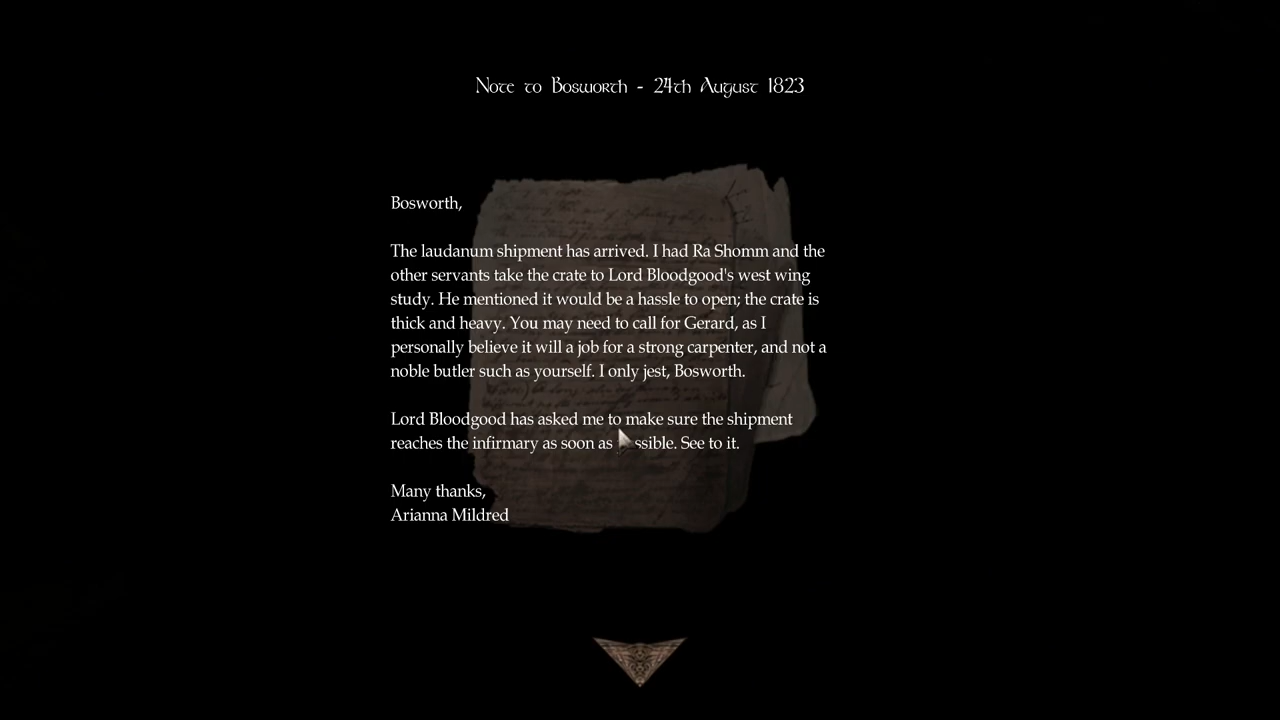 Note to Bosworth - 24th August 1823
Bosworth,
The laudanum shipment has arrived. I had Ra Shomm and the
other servants take the crate to Lord Bloodgood's west wing
study. He mentioned it would be a hassle to open; the crate is
thick and heavy. You may need to call for Gerard, as I
personally believe it will a job for a strong carpenter, and not a
noble butler such as yourself. I only jest, Bosworth.
Lord Bloodgood has asked me to make sure the shipment
reaches the infirmary as soon as ssible. See to it.
Many thanks,
Arianna Mildred